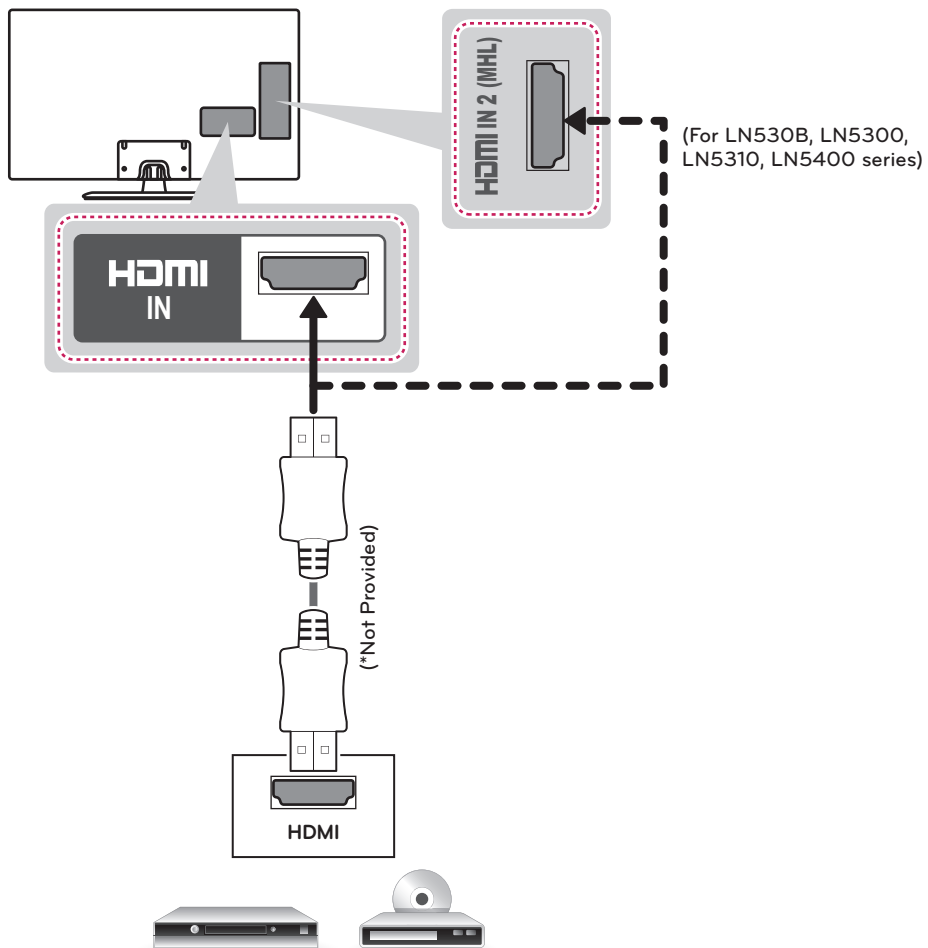 HDMI IN 2 (MHL)
(For LN530B, LN5300,
LN5310, LN5400 series)
HDMI
IN
(*Not Provided)
HDMI